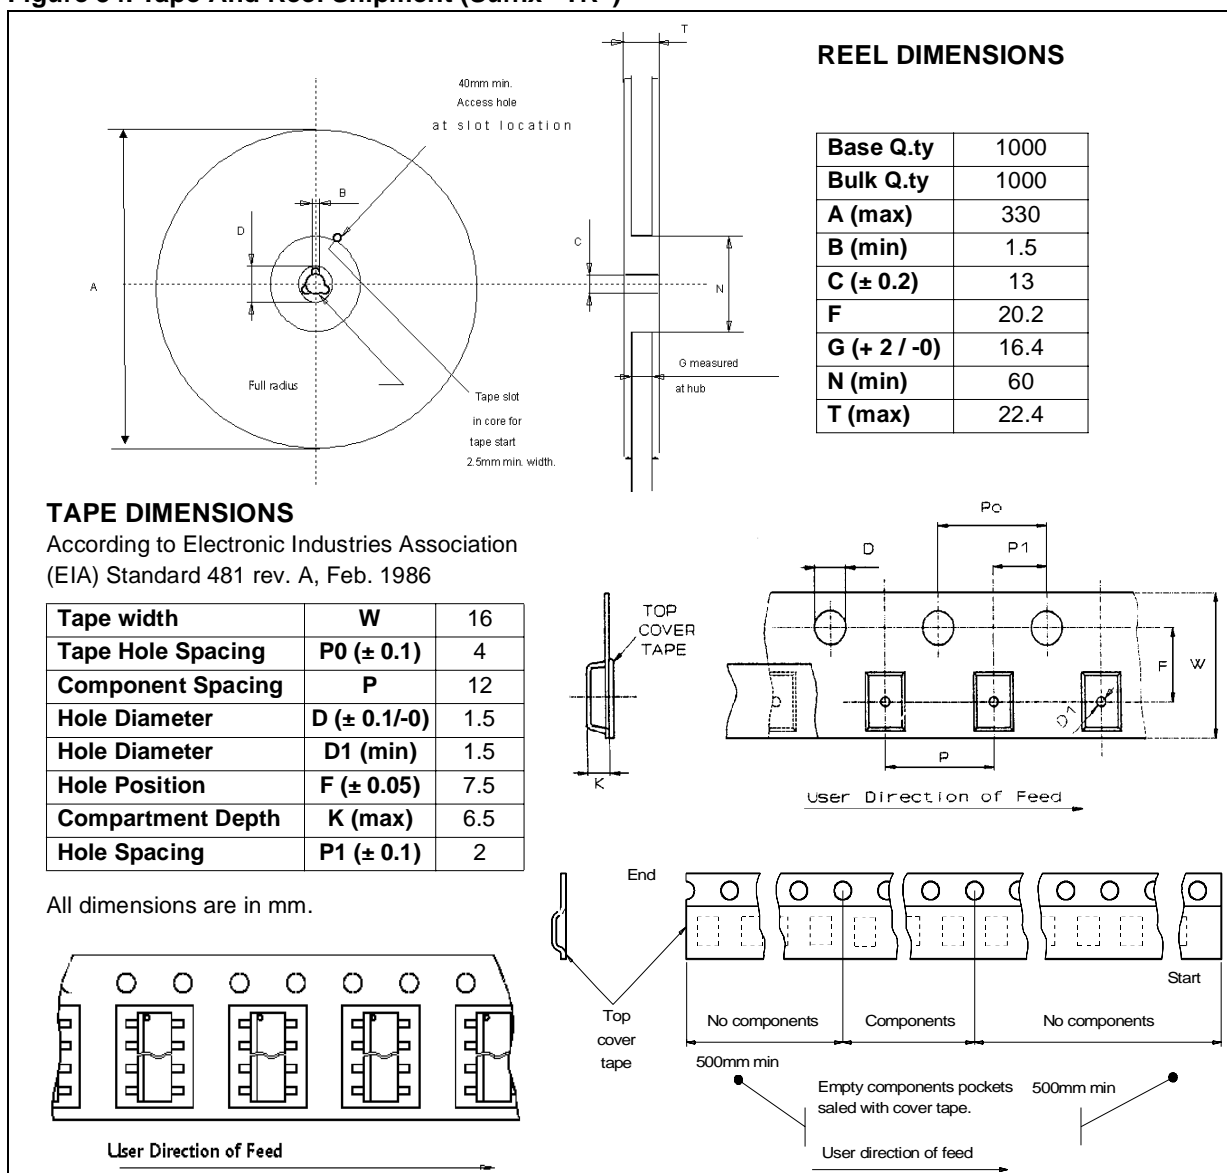 Figure 34. Tape And Reel Shipment (Suffix "TR")
REEL DIMENSIONS
T
40mm min.
Access hole
at slot location
B
D
A
C
N
G measured
at hub
Full radius
Tape slot
in core for
tape start
2.5mm min. width.
Base Q.ty 1000
Bulk Q.ty 1000
A (max) 330
B (min) 1.5
C (± 0.2) 13
F 20.2
G (+ 2 / -0) 16.4
N (min) 60
T (max) 22.4
TAPE DIMENSIONS
According to Electronic Industries Association
(EIA) Standard 481 rev. A, Feb. 1986
Tape width W 16
Tape Hole Spacing P0 (± 0.1) 4
Component Spacing P 12
Hole Diameter D (± 0.1/-0) 1.5
Hole Diameter D1 (min) 1.5
Hole Position F (± 0.05) 7.5
Compartment Depth K (max) 6.5
Hole Spacing P1 (± 0.1) 2
All dimensions are in mm.
Po
D
P1
TOP
COVER
TAPE
F
W
D1
P
K
User Direction of Feed
End
Start
Top
cover
tape
No components
Components
No components
500mm min
Empty components pockets
saled with cover tape.
500mm min
User direction of feed
User Direction of Feed